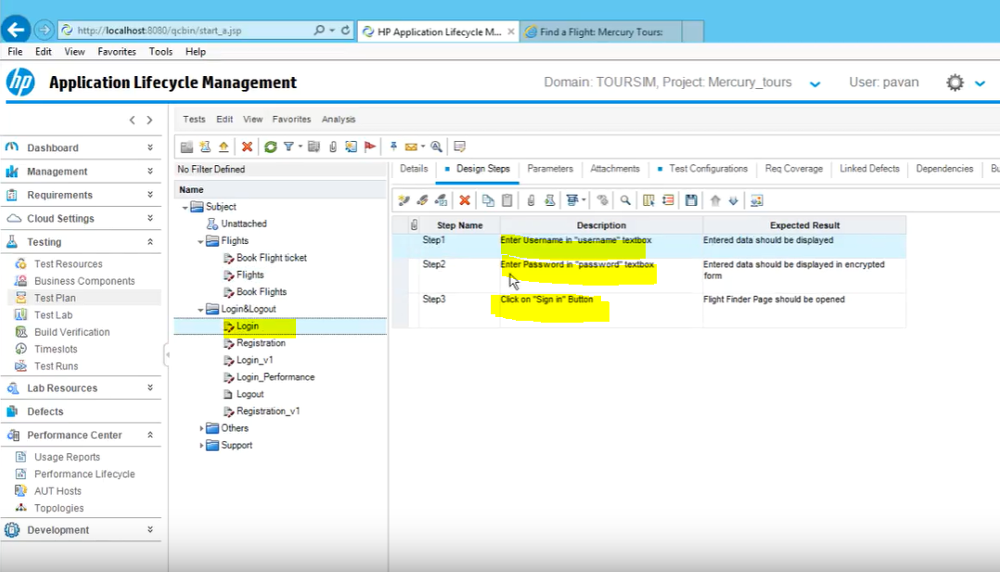 http://localhost:8080/qcbin/start_a.jsp
HP Application Lifecycle M...
Find a Flight: Mercury Tours:
File Edit View Favorites Tools Help
hp Application Lifecycle Management
Domain: TOURSIM, Project: Mercury_tours
User: pavan
Dashboard
Management
Requirements
Cloud Settings
Testing
Test Resources
Business Components
Test Plan
Test Lab
Build Verification
Timeslots
Test Runs
Lab Resources
Defects
Performance Center
Usage Reports
Performance Lifecycle
AUT Hosts
Topologies
Development
Tests Edit View Favorites Analysis
No Filter Defined
Name
Subject
Unattached
Flights
Book Flight ticket
Flights
Book Flights
Login&Logout
Login
Registration
Login_v1
Login_Performance
Logout
Registration_v1
Others
Support
Details Design Steps Parameters Attachments Test Configurations Req Coverage Linked Defects Dependencies Bu
Step Name Description Expected Result
Step1 Enter Username in "username" textbox Entered data should be displayed
Step2 Enter Password in "password" textbox Entered data should be displayed in encrypted
form
Step3 Click on "Sign in" Button Flight Finder Page should be opened